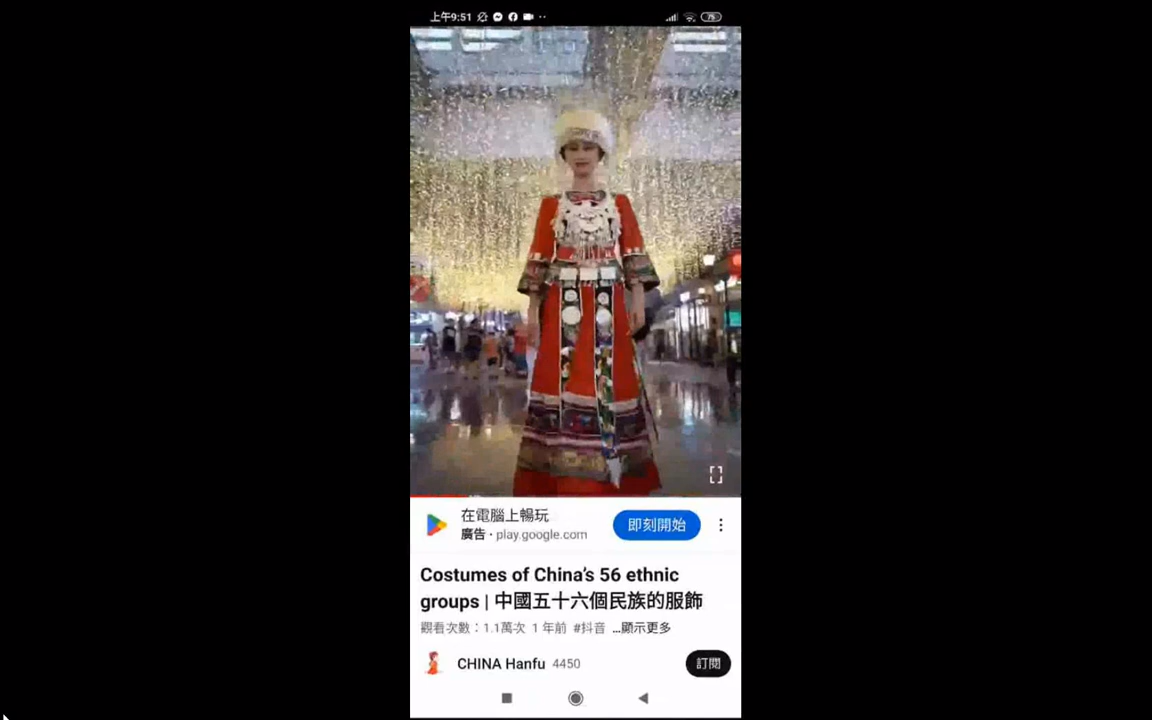 上午9:51
75
在電腦上暢玩
廣告 · play.google.com
即刻開始
Costumes of China's 56 ethnic
groups | 中國五十六個民族的服飾
觀看次數：1.1萬次 1 年前 #抖音 ...顯示更多
CHINA Hanfu 4450
訂閱